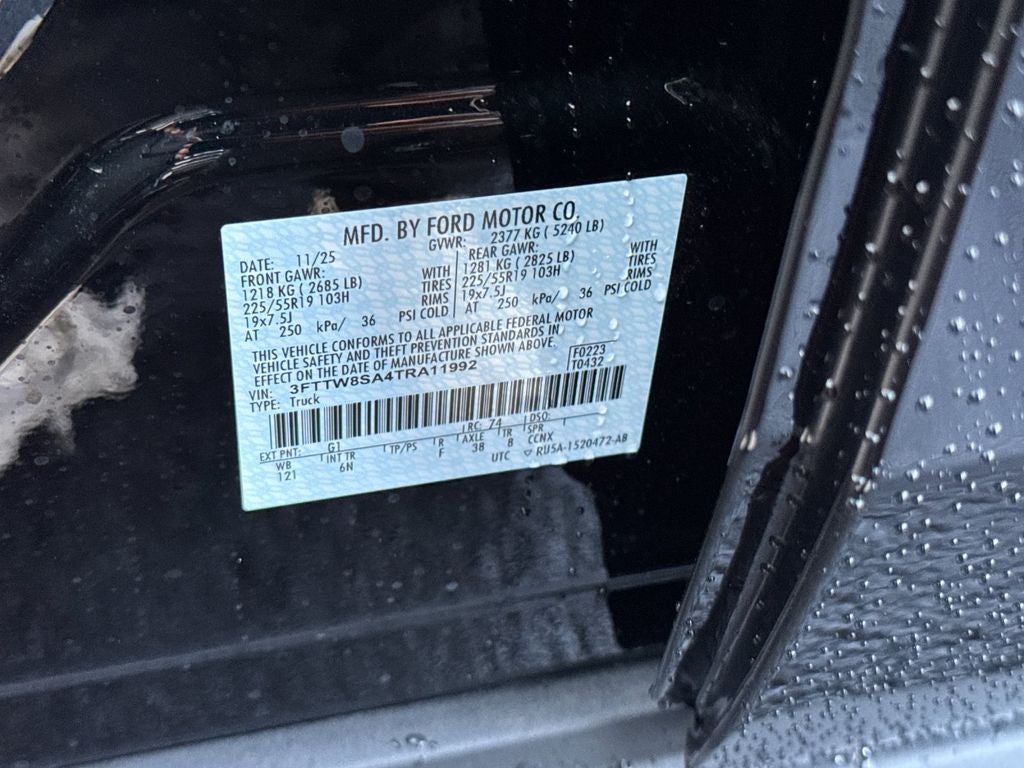 MFD. BY FORD MOTOR CO.
DATE: 11/25 GVWR: 2377 KG ( 5240 LB)
FRONT GAWR: REAR GAWR:
1218 KG ( 2685 LB) WITH 1281 KG ( 2825 LB) WITH
225/55R19 103H TIRES 225/55R19 103H TIRES
19x7.5J RIMS 19x7.5J RIMS
AT 250 kPa/ 36 PSI COLD AT 250 kPa/ 36 PSI COLD
THIS VEHICLE CONFORMS TO ALL APPLICABLE FEDERAL MOTOR
VEHICLE SAFETY AND THEFT PREVENTION STANDARDS IN
EFFECT ON THE DATE OF MANUFACTURE SHOWN ABOVE.
VIN: 3FTTW8SA4TRA11992 F0223
TYPE: Truck T0432
EXT PNT: G1 RC: 74 DSO:
WB INT TR TP/PS R AXLE TR SPR
121 6N F 38 8 CCNX
UTC ▽ RU5A-1520472-AB